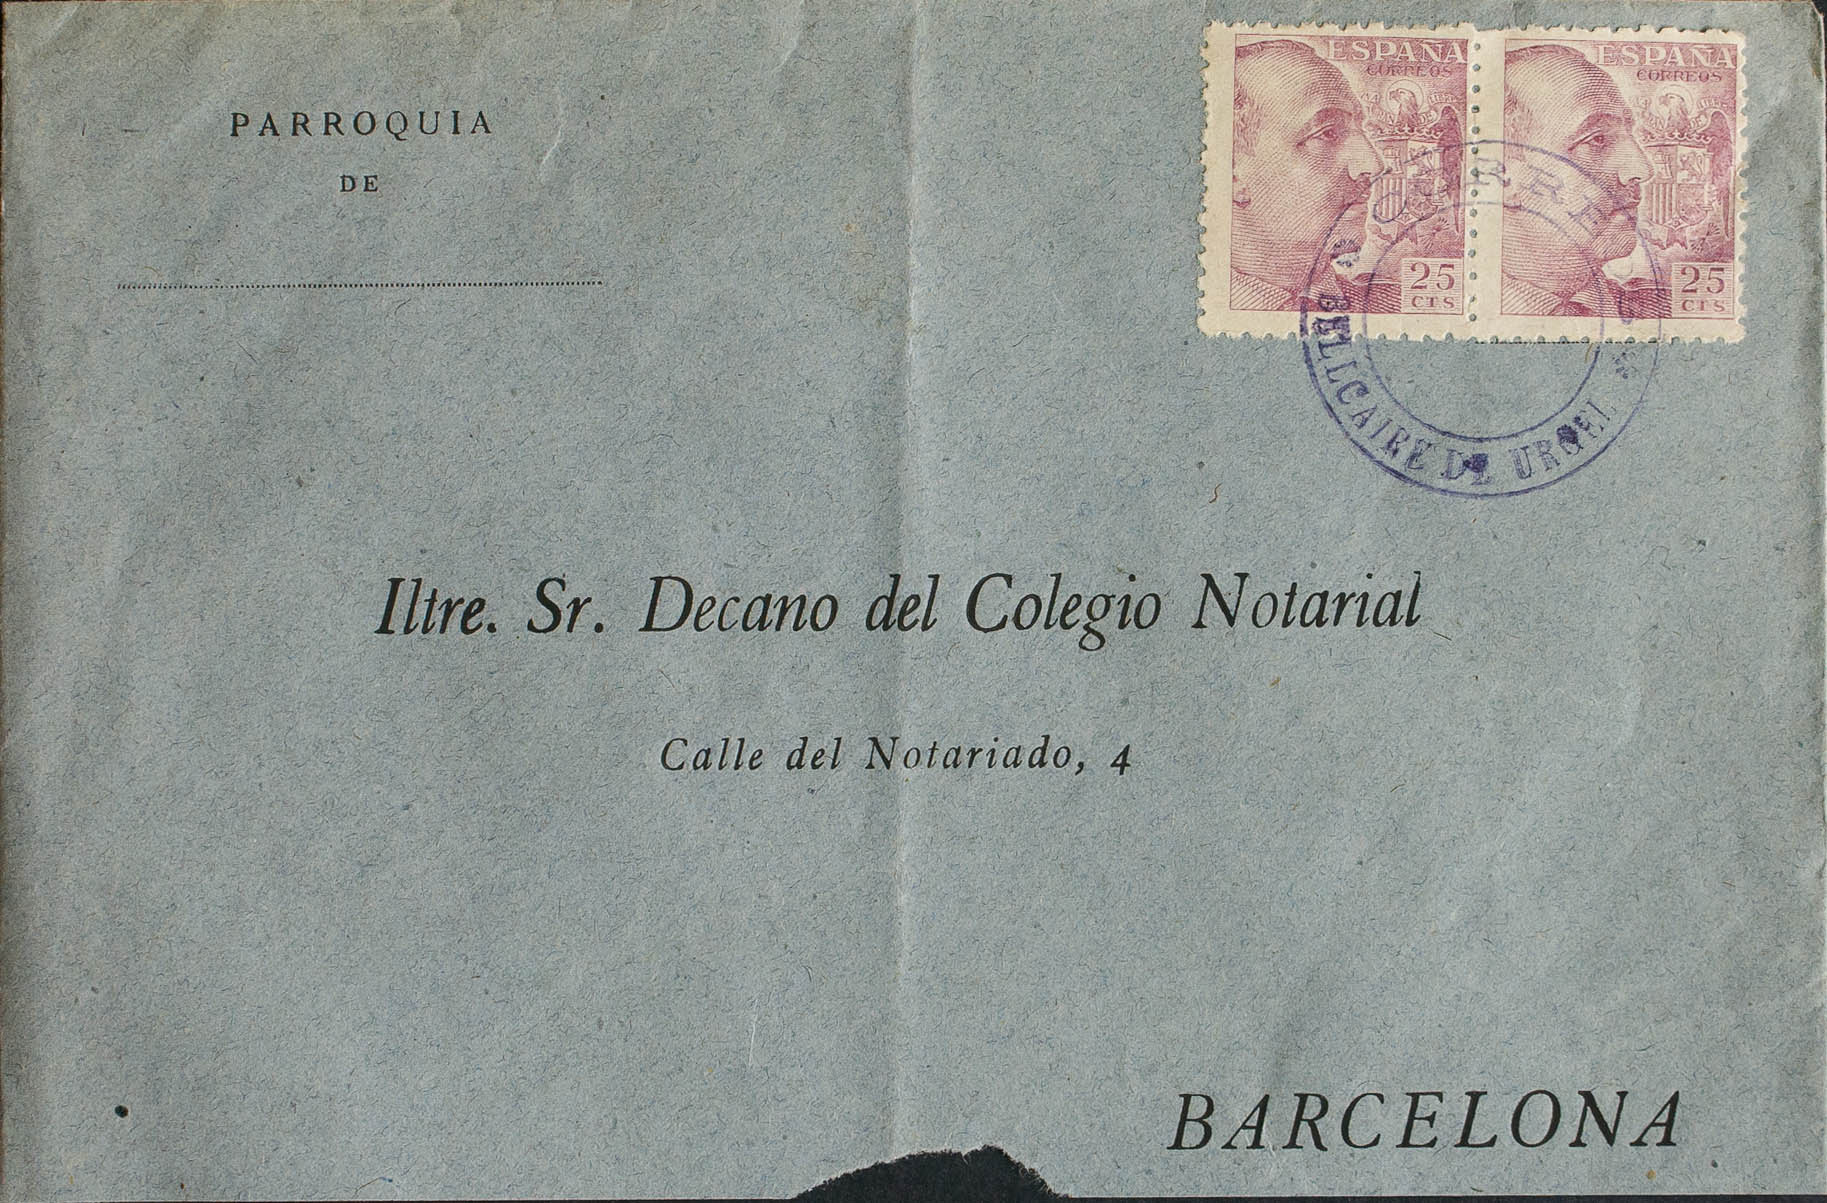 PARROQUIA
DE
ESPAÑA
CORREOS
25
CTS
ESPAÑA
CORREOS
25
CTS
BELLCAIRE DE URGEL
Iltre. Sr. Decano del Colegio Notarial
Calle del Notariado, 4
BARCELONA